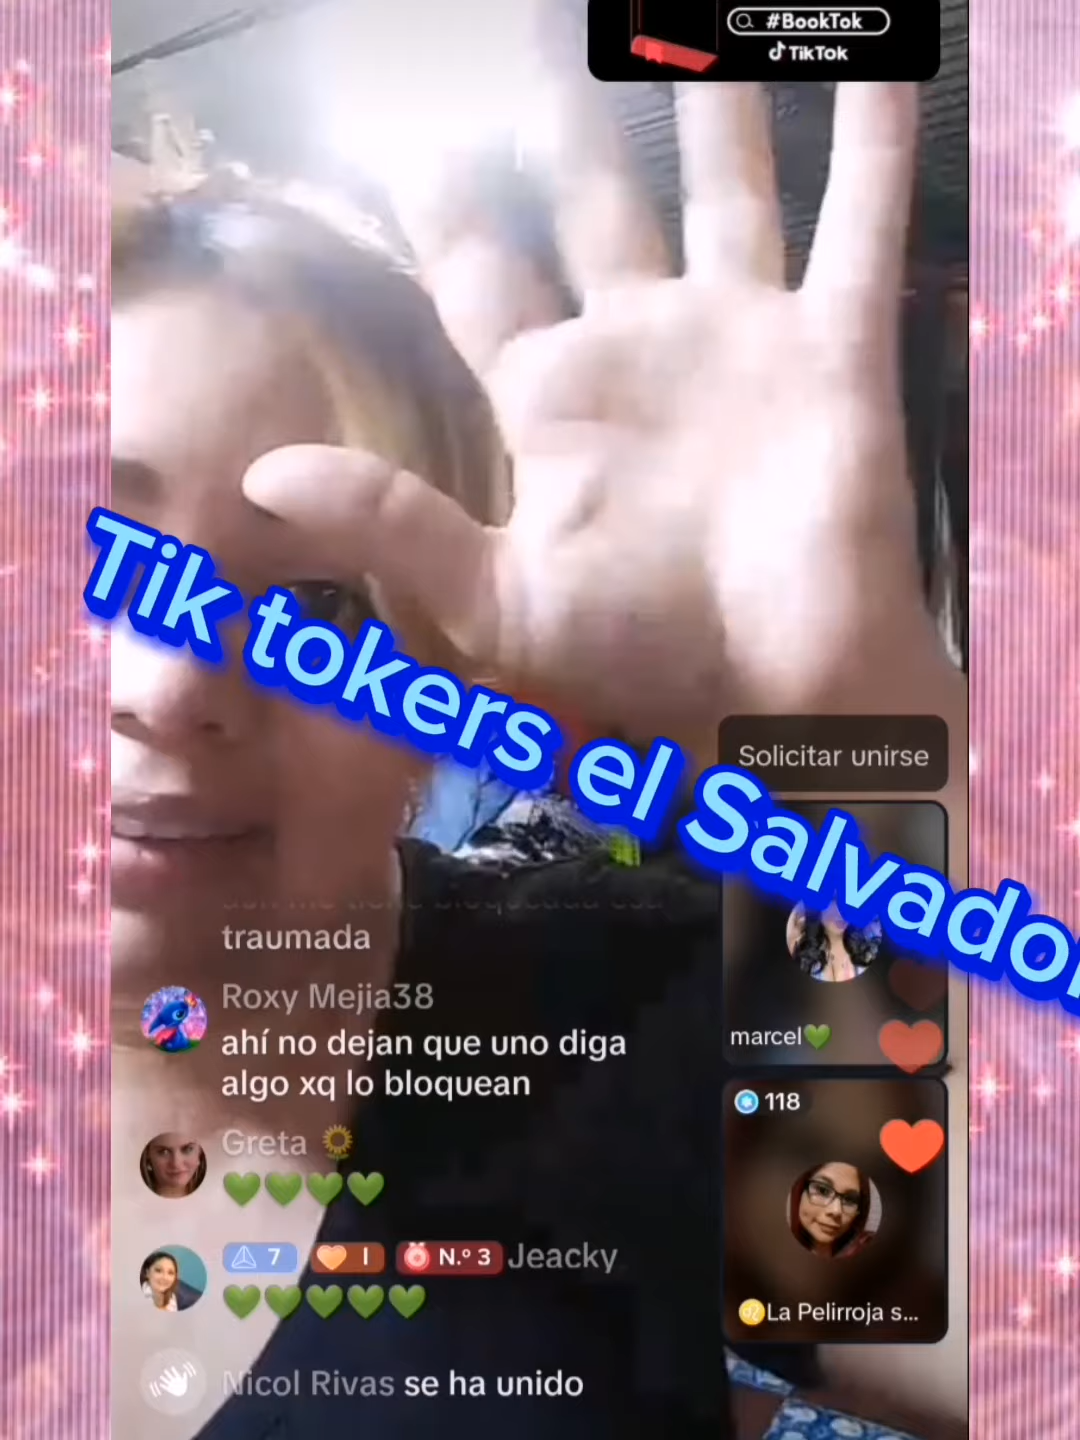 #BookTok
TikTok
Tik tokers el Salvador
Solicitar unirse
traumada
Roxy Mejia38
ahí no dejan que uno diga
algo xq lo bloquean
marcel💚
118
Greta 🌻
💚💚💚💚
7 I N.º 3 Jeacky
💚💚💚💚💚
♌La Pelirroja s...
Nicol Rivas se ha unido